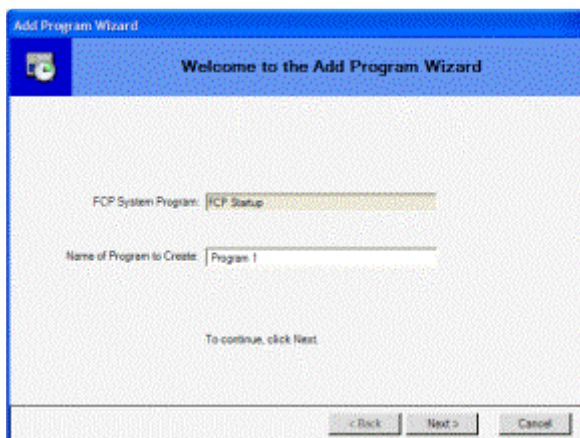 Add Program Wizard
Welcome to the Add Program Wizard
FCP System Program: FCP Startup
Name of Program to Create: Program 1
To continue, click Next.
< Back Next > Cancel